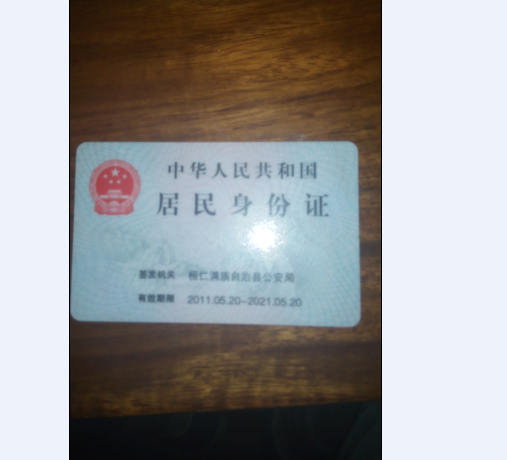 中华人民共和国
居民身份证
签发机关 桓仁满族自治县公安局
有效期限 2011.05.20-2021.05.20